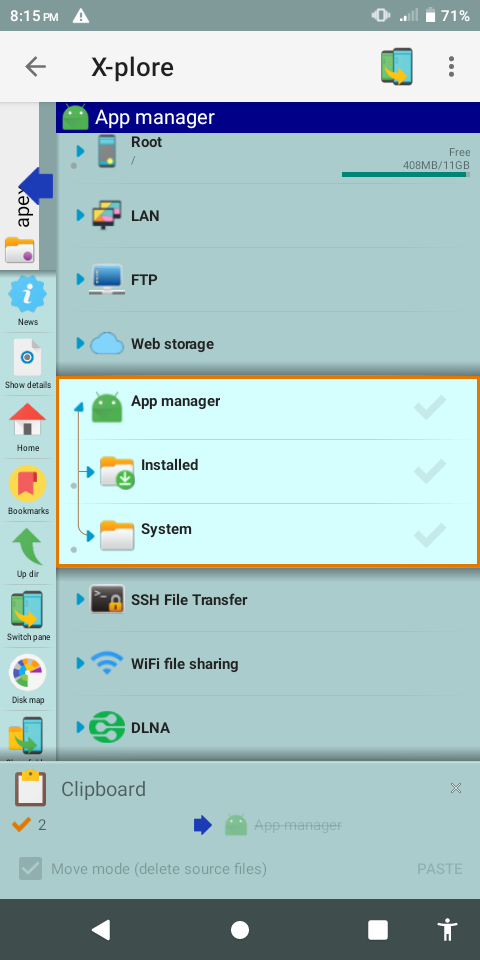 8:15 PM
71%
X-plore
App manager
apex
Root
/
Free
408MB/11GB
LAN
FTP
Web storage
App manager
Installed
System
SSH File Transfer
WiFi file sharing
DLNA
News
Show details
Home
Bookmarks
Up dir
Switch pane
Disk map
Clipboard
2
App manager
Move mode (delete source files)
PASTE